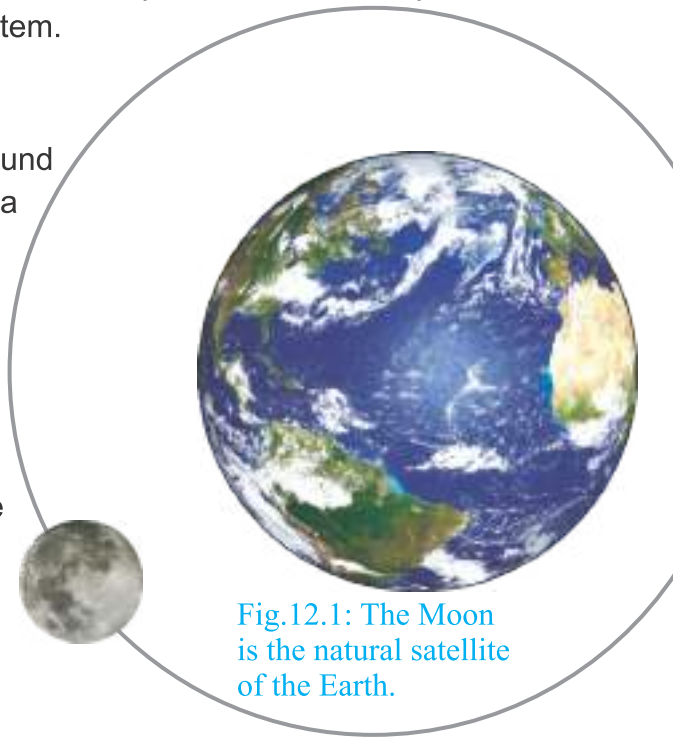 tem.
und
a
e
Fig.12.1: The Moon
is the natural satellite
of the Earth.